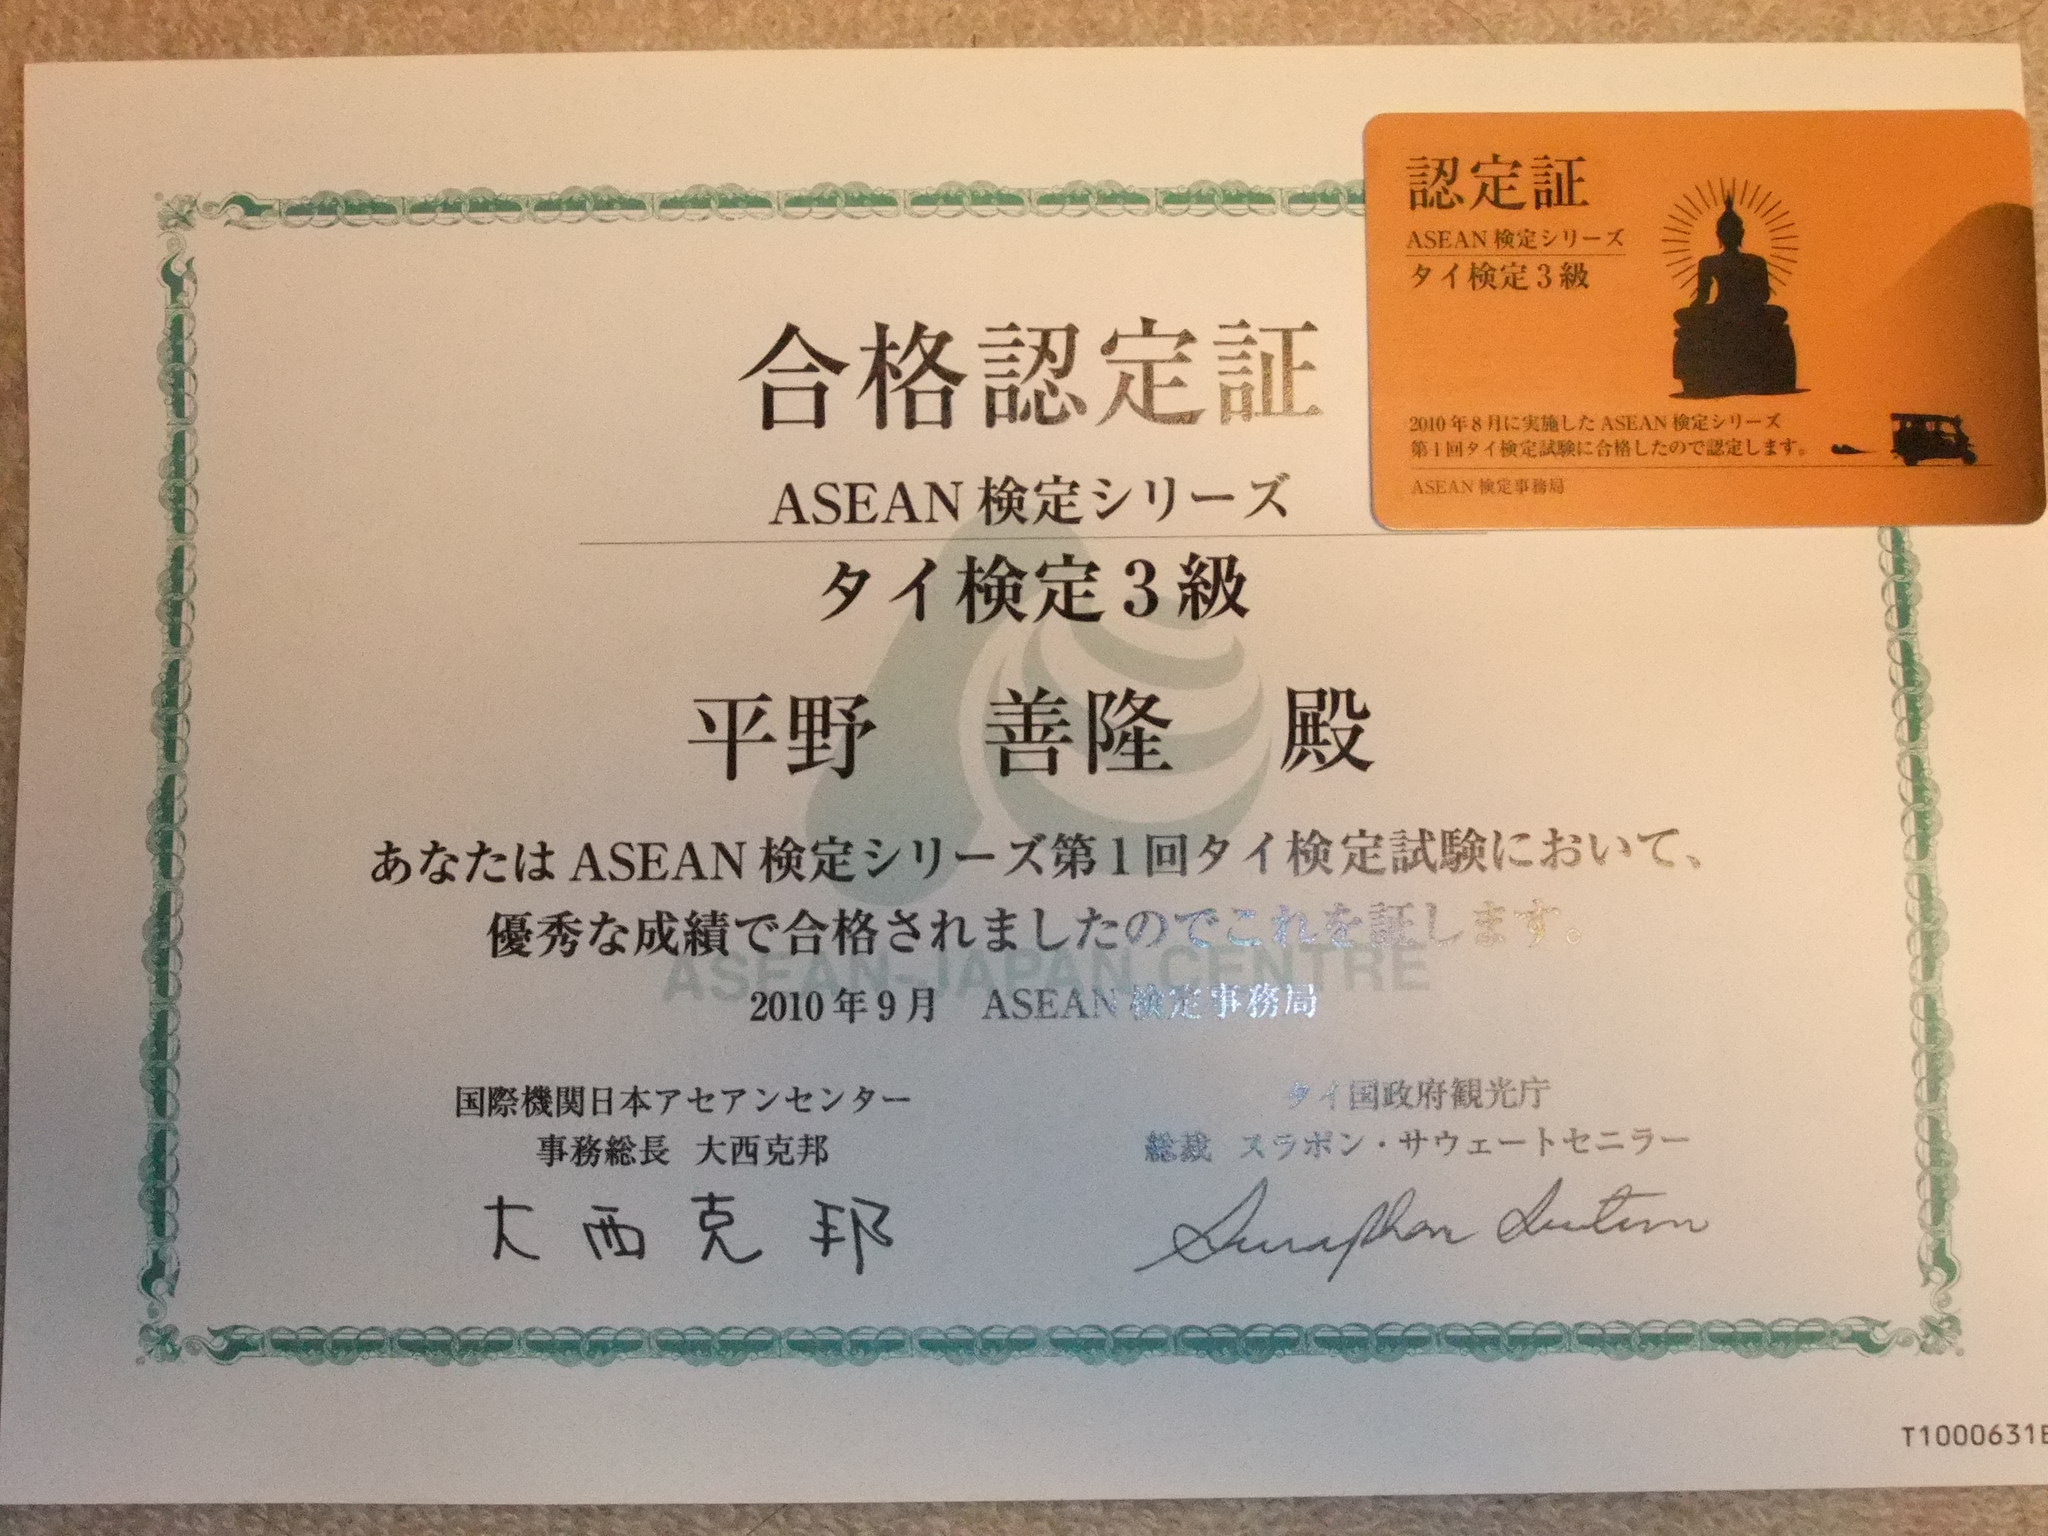 合格認定証
ASEAN 検定シリーズ
タイ検定3級
平野 善隆 殿
あなたは ASEAN 検定シリーズ第1回タイ検定試験において、
優秀な成績で合格されましたのでこれを証します。
ASEAN-JAPAN CENTRE
2010年9月 ASEAN 検定事務局
国際機関日本アセアンセンター
事務総長 大西克邦
大西克邦
タイ国政府観光庁
総裁 スラポン・サウェートセニラー
T1000631
認定証
ASEAN 検定シリーズ
タイ検定3級
2010年8月に実施した ASEAN 検定シリーズ
第1回タイ検定試験に合格したので認定します。
ASEAN 検定事務局